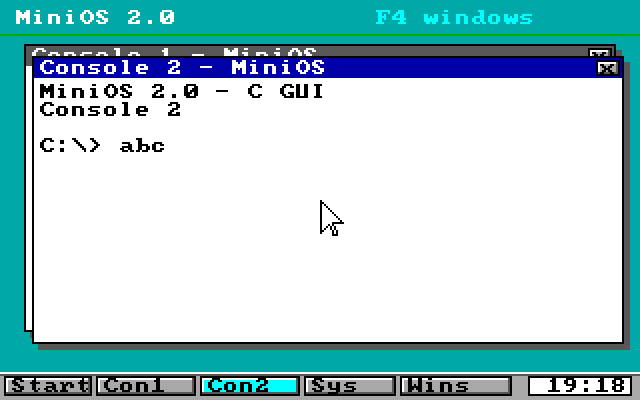 MiniOS 2.0 F4 windows
Console 1 - MiniOS
Console 2 - MiniOS
MiniOS 2.0 - C GUI
Console 2
C:\> abc
Start Con1 Con2 Sys Wins 19:18